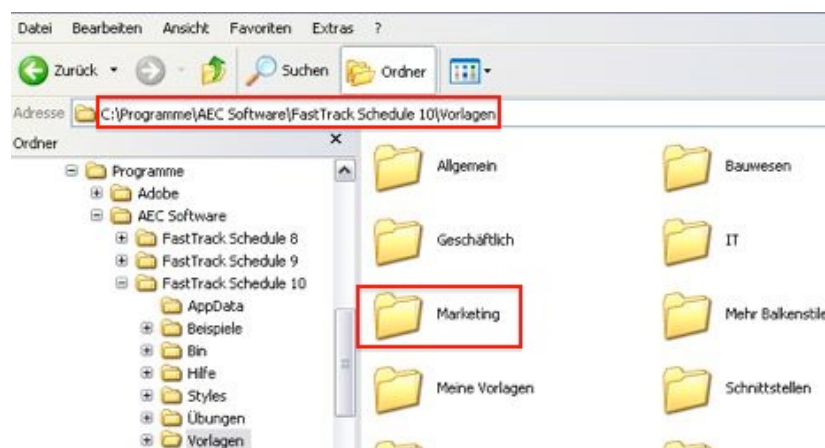 Datei Bearbeiten Ansicht Favoriten Extras ?
Zurück Suchen Ordner
Adresse C:\Programme\AEC Software\FastTrack Schedule 10\Vorlagen
Ordner
Programme
Adobe
AEC Software
FastTrack Schedule 8
FastTrack Schedule 9
FastTrack Schedule 10
AppData
Beispiele
Bin
Hilfe
Styles
Übungen
Vorlagen
Allgemein Bauwesen
Geschäftlich IT
Marketing Mehr Balkenstile
Meine Vorlagen Schnittstellen